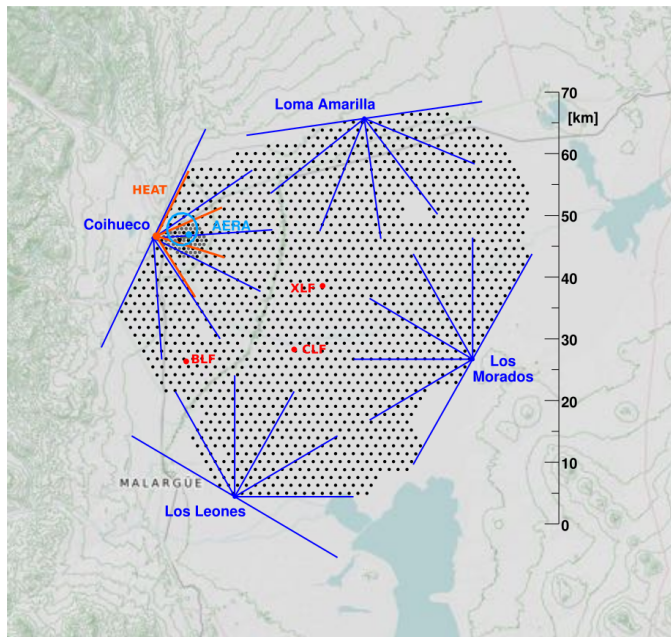 Loma Amarilla
70
[km]
60
HEAT
50
Coihueco
AERA
40
XLF
30
BLF
CLF
Los
Morados
20
10
MALARGÜE
Los Leones
0